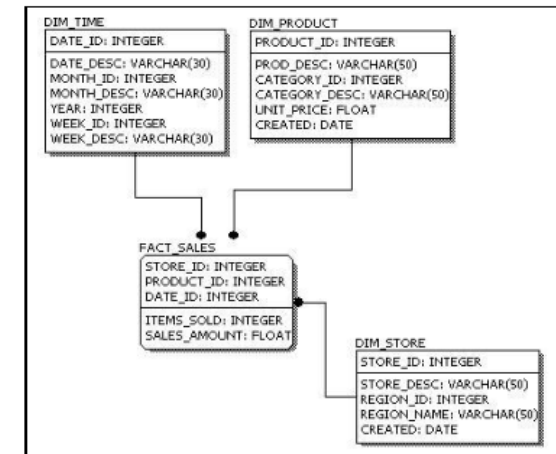 DIM_TIME
DATE_ID: INTEGER
DATE_DESC: VARCHAR(30)
MONTH_ID: INTEGER
MONTH_DESC: VARCHAR(30)
YEAR: INTEGER
WEEK_ID: INTEGER
WEEK_DESC: VARCHAR(30)
DIM_PRODUCT
PRODUCT_ID: INTEGER
PROD_DESC: VARCHAR(50)
CATEGORY_ID: INTEGER
CATEGORY_DESC: VARCHAR(50)
UNIT_PRICE: FLOAT
CREATED: DATE
FACT_SALES
STORE_ID: INTEGER
PRODUCT_ID: INTEGER
DATE_ID: INTEGER
ITEMS_SOLD: INTEGER
SALES_AMOUNT: FLOAT
DIM_STORE
STORE_ID: INTEGER
STORE_DESC: VARCHAR(50)
REGION_ID: INTEGER
REGION_NAME: VARCHAR(50)
CREATED: DATE